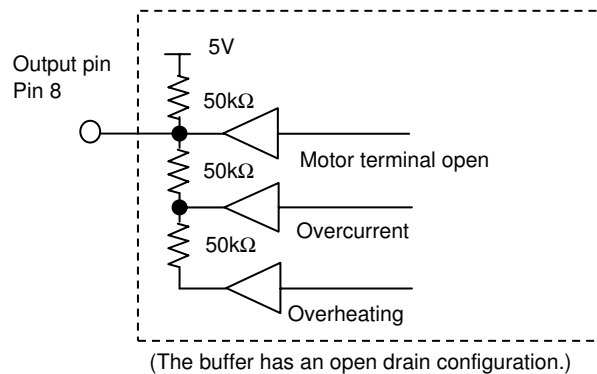 5V
Output pin
Pin 8
50kΩ
Motor terminal open
50kΩ
Overcurrent
50kΩ
Overheating
(The buffer has an open drain configuration.)